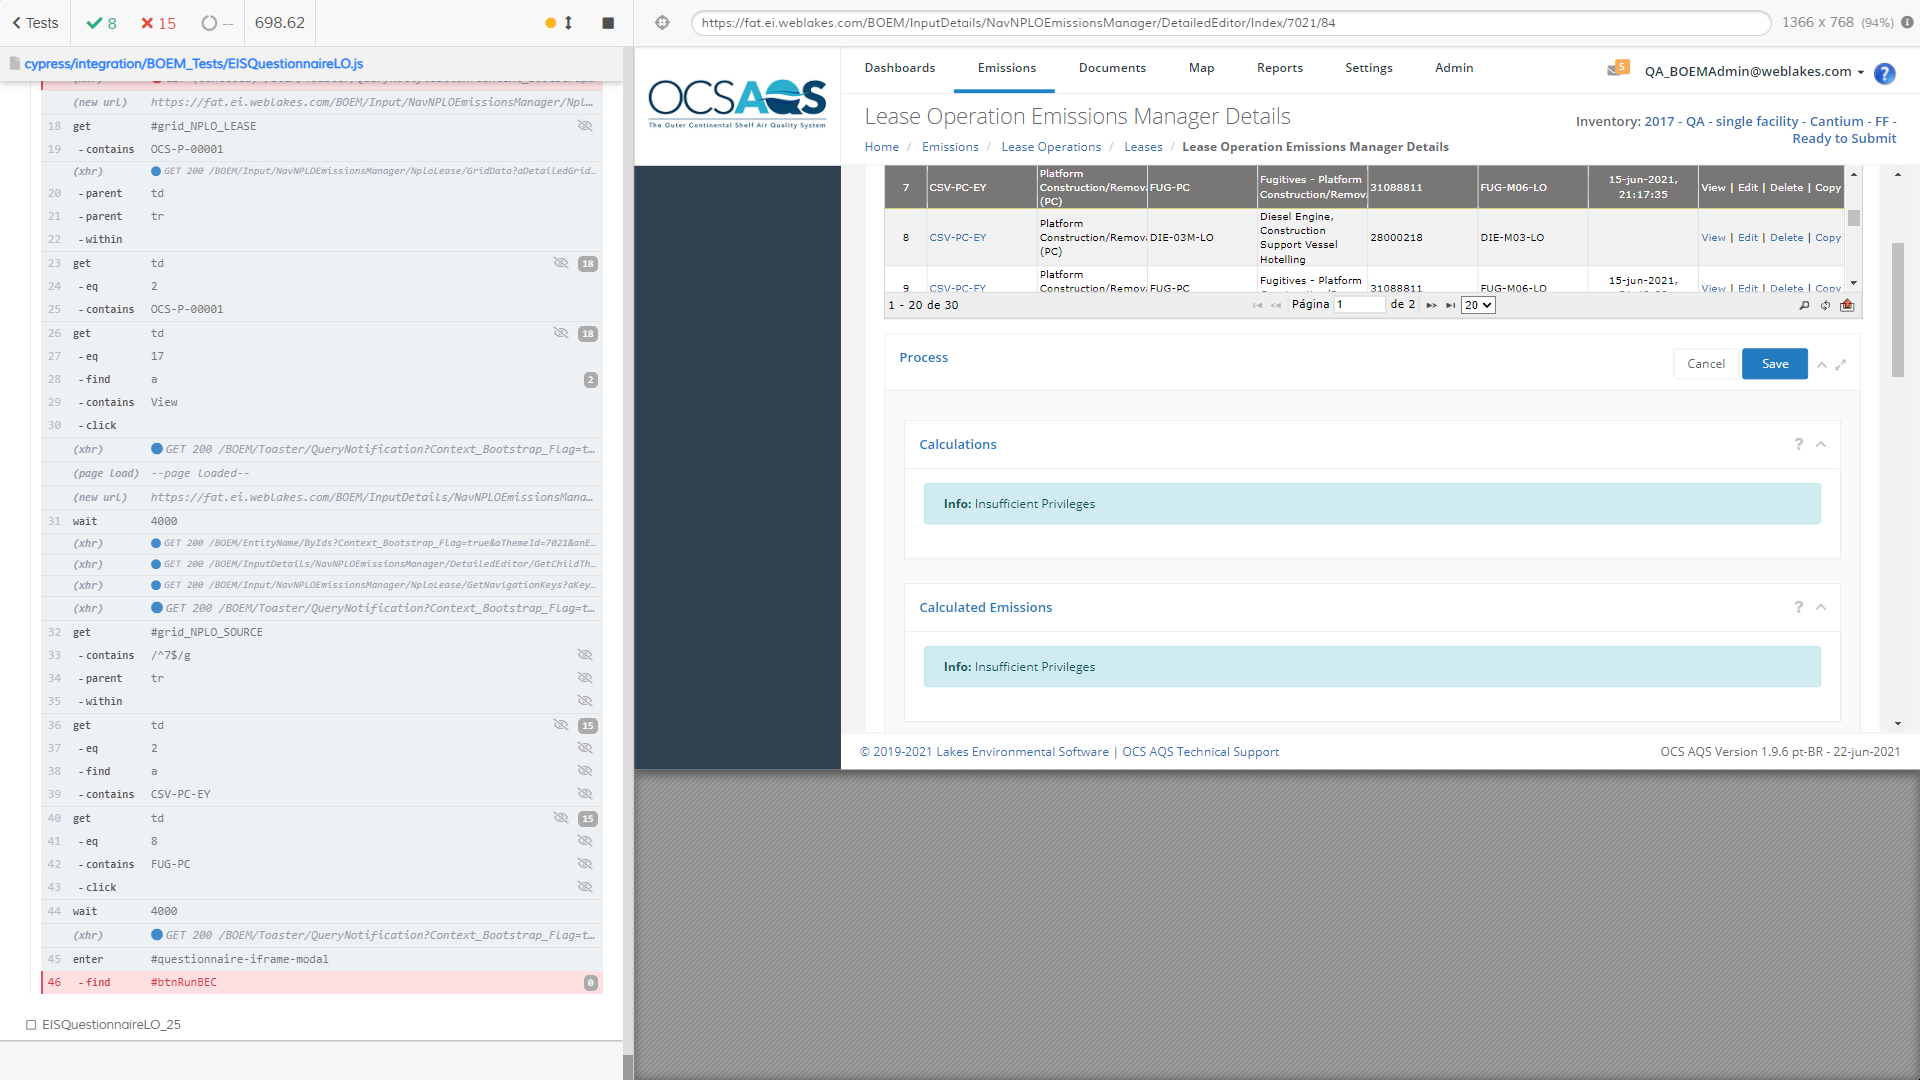 Tests
8
15
--
698.62
cypress/integration/BOEM_Tests/EISQuestionnaireLO.js
(new url) https://fat.ei.weblakes.com/BOEM/Input/NavNPLOEmissionsManager/Npl…
18 get #grid_NPLO_LEASE
19 - contains OCS-P-00001
(xhr) GET 200 /BOEM/Input/NavNPLOEmissionsManager/NploLease/GridData?aDetailedGrid…
20 - parent td
21 - parent tr
22 - within
23 get td 18
24 - eq 2
25 - contains OCS-P-00001
26 get td 18
27 - eq 17
28 - find a 2
29 - contains View
30 - click
(xhr) GET 200 /BOEM/Toaster/QueryNotification?Context_Bootstrap_Flag=t…
(page load) --page loaded--
(new url) https://fat.ei.weblakes.com/BOEM/InputDetails/NavNPLOEmissionsMana…
31 wait 4000
(xhr) GET 200 /BOEM/EntityName/ByIds?Context_Bootstrap_Flag=true&aThemeId=7021&anE…
(xhr) GET 200 /BOEM/InputDetails/NavNPLOEmissionsManager/DetailedEditor/GetChildTh…
(xhr) GET 200 /BOEM/Input/NavNPLOEmissionsManager/NploLease/GetNavigationKeys?aKey…
(xhr) GET 200 /BOEM/Toaster/QueryNotification?Context_Bootstrap_Flag=t…
32 get #grid_NPLO_SOURCE
33 - contains /^7$/g
34 - parent tr
35 - within
36 get td 15
37 - eq 2
38 - find a
39 - contains CSV-PC-EY
40 get td 15
41 - eq 8
42 - contains FUG-PC
43 - click
44 wait 4000
(xhr) GET 200 /BOEM/Toaster/QueryNotification?Context_Bootstrap_Flag=t…
45 enter #questionnaire-iframe-modal
46 - find #btnRunBEC 0
EISQuestionnaireLO_25
https://fat.ei.weblakes.com/BOEM/InputDetails/NavNPLOEmissionsManager/DetailedEditor/Index/7021/84
1366 x 768 (94%)
OCSAQS
The Outer Continental Shelf Air Quality System
Dashboards Emissions Documents Map Reports Settings Admin
5 QA_BOEMAdmin@weblakes.com ?
Lease Operation Emissions Manager Details
Inventory: 2017 - QA - single facility - Cantium - FF -
Ready to Submit
Home / Emissions / Lease Operations / Leases / Lease Operation Emissions Manager Details
7 CSV-PC-EY Platform Construction/Remova (PC) FUG-PC Fugitives - Platform Construction/Remova 31088811 FUG-M06-LO 15-jun-2021, 21:17:35 View | Edit | Delete | Copy
8 CSV-PC-EY Platform Construction/Remova (PC) DIE-03M-LO Diesel Engine, Construction Support Vessel Hotelling 28000218 DIE-M03-LO View | Edit | Delete | Copy
9 CSV-PC-EY Platform Construction/Remova FUG-PC Fugitives - Platform 31088811 FUG-M06-LO 15-jun-2021, View | Edit | Delete | Copy
1 - 20 de 30
Página 1 de 2 20
Process
Cancel Save
Calculations ?
Info: Insufficient Privileges
Calculated Emissions ?
Info: Insufficient Privileges
© 2019-2021 Lakes Environmental Software | OCS AQS Technical Support
OCS AQS Version 1.9.6 pt-BR - 22-jun-2021